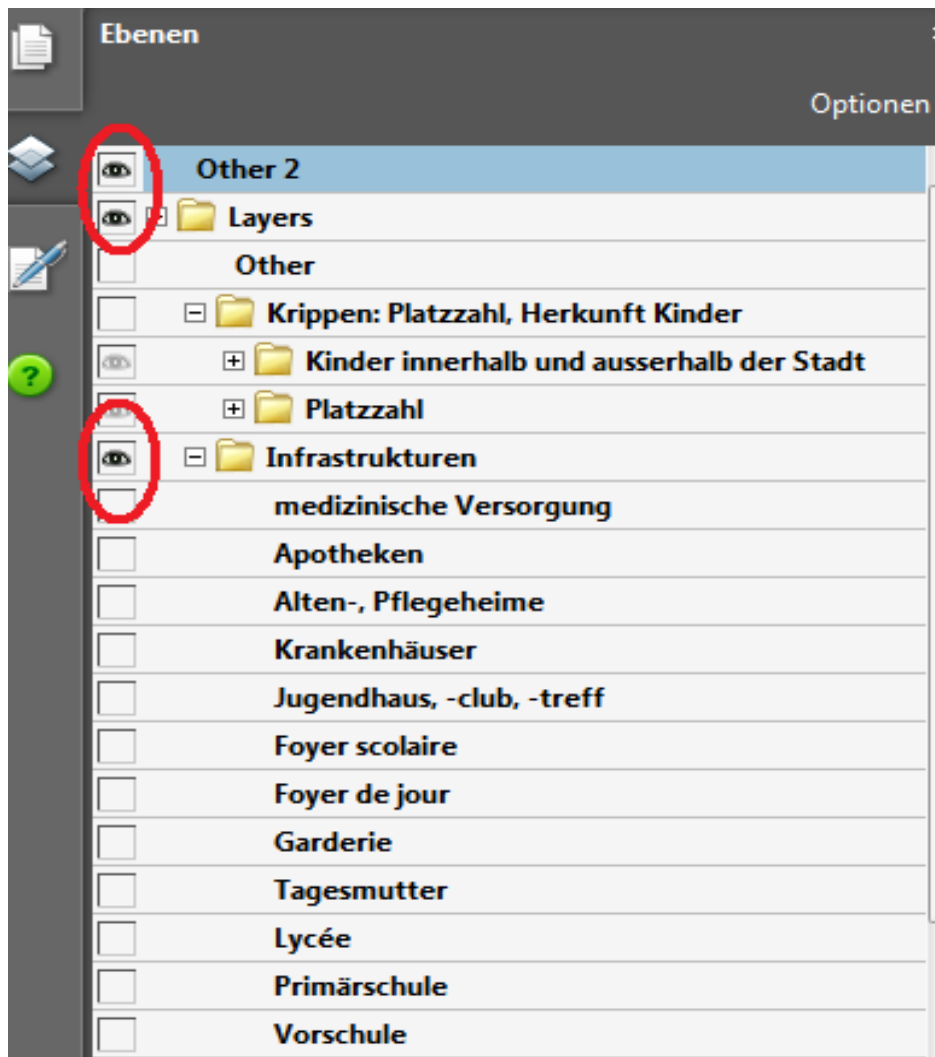 Ebenen
Optionen
Other 2
Layers
Other
Krippen: Platzzahl, Herkunft Kinder
Kinder innerhalb und ausserhalb der Stadt
Platzzahl
Infrastrukturen
medizinische Versorgung
Apotheken
Alten-, Pflegeheime
Krankenhäuser
Jugendhaus, -club, -treff
Foyer scolaire
Foyer de jour
Garderie
Tagesmutter
Lycée
Primärschule
Vorschule